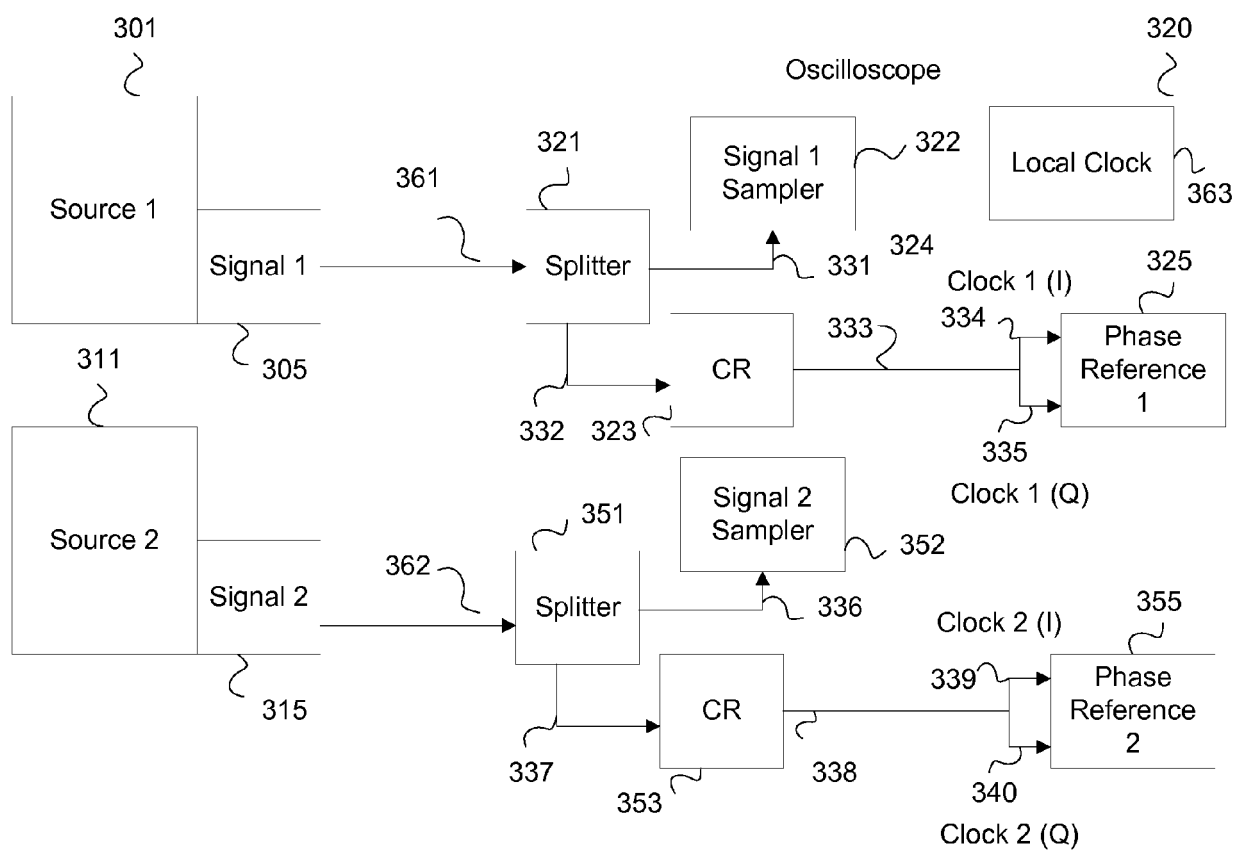 301
320
Oscilloscope
321
Signal 1
Sampler
322
Local Clock
363
361
Source 1
Signal 1
Splitter
331
324
305
Clock 1 (I)
325
334
333
CR
Phase
Reference
1
332
323
335
Clock 1 (Q)
311
Source 2
Signal 2
315
362
351
Splitter
Signal 2
Sampler
352
336
Clock 2 (I)
355
339
337
CR
353
338
Phase
Reference
2
340
Clock 2 (Q)